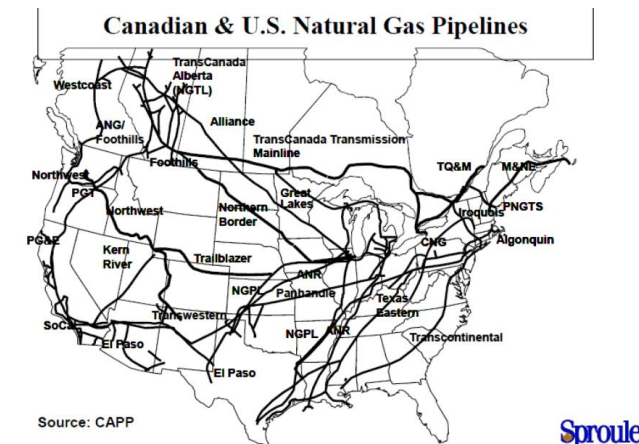 Canadian & U.S. Natural Gas Pipelines
TransCanada
Alberta
(NGTL)
Westcoast
Alliance
ANG/
Foothills
TransCanada Transmission
Mainline
Foothills
TQ&M
M&NE
Northwest
PGT
Great
Lakes
Northwest
Northern
Border
Iroquois
PNGTS
PG&E
Kern
River
CNG
Algonquin
Trailblazer
ANR
NGPL
Panhandle
Texas
Eastern
Transwestern
SoCal
NGPL
ANR
Transcontinental
El Paso
El Paso
Source: CAPP
Sproule